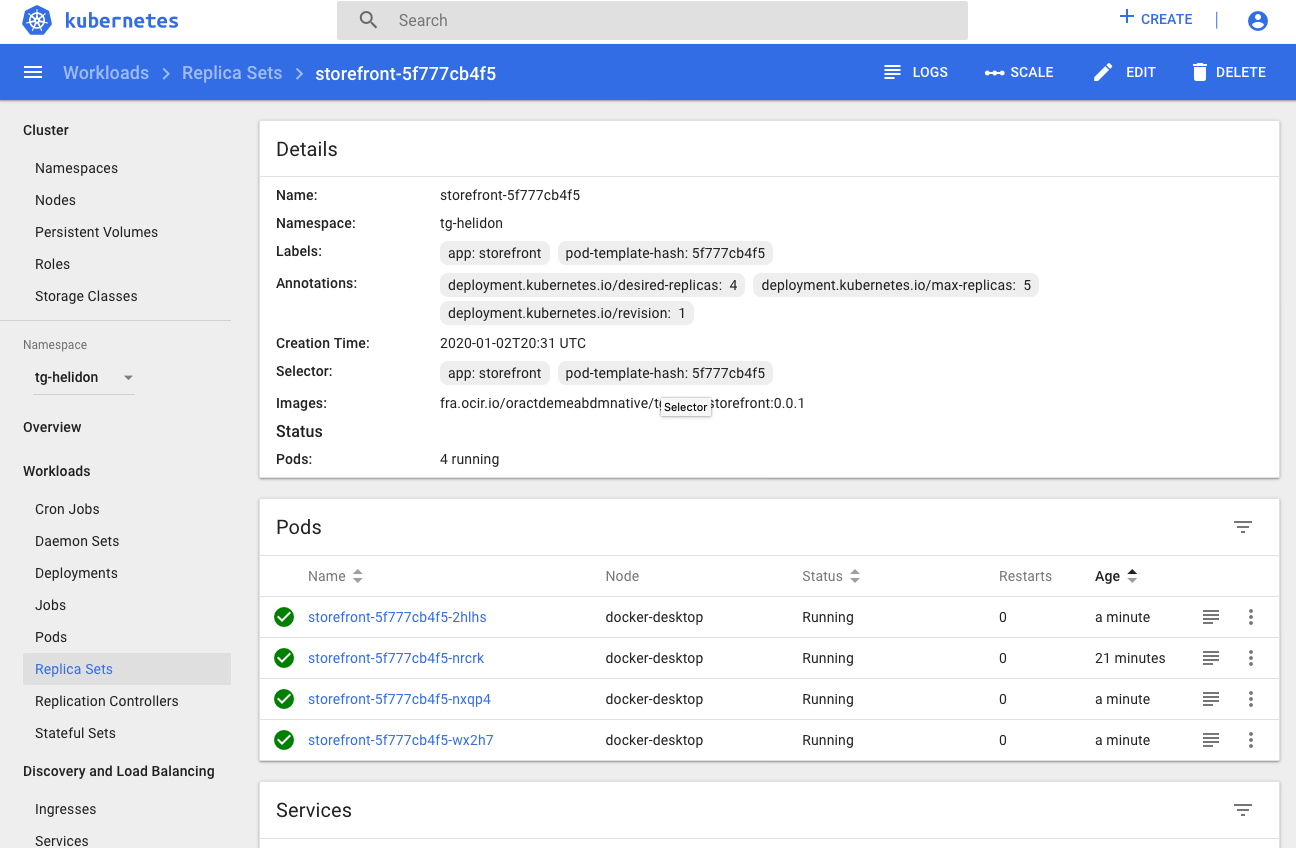 kubernetes
Search
CREATE
Workloads > Replica Sets > storefront-5f777cb4f5
LOGS
SCALE
EDIT
DELETE
Cluster
Namespaces
Nodes
Persistent Volumes
Roles
Storage Classes
Namespace
tg-helidon
Overview
Workloads
Cron Jobs
Daemon Sets
Deployments
Jobs
Pods
Replica Sets
Replication Controllers
Stateful Sets
Discovery and Load Balancing
Ingresses
Services
Details
Name: storefront-5f777cb4f5
Namespace: tg-helidon
Labels: app: storefront pod-template-hash: 5f777cb4f5
Annotations: deployment.kubernetes.io/desired-replicas: 4 deployment.kubernetes.io/max-replicas: 5
deployment.kubernetes.io/revision: 1
Creation Time: 2020-01-02T20:31 UTC
Selector: app: storefront pod-template-hash: 5f777cb4f5
Images: fra.ocir.io/oractdemeabdmnative/ storefront:0.0.1
Selector
Status
Pods: 4 running
Pods
Name Node Status Restarts Age
storefront-5f777cb4f5-2hlhs docker-desktop Running 0 a minute
storefront-5f777cb4f5-nrcrk docker-desktop Running 0 21 minutes
storefront-5f777cb4f5-nxqp4 docker-desktop Running 0 a minute
storefront-5f777cb4f5-wx2h7 docker-desktop Running 0 a minute
Services